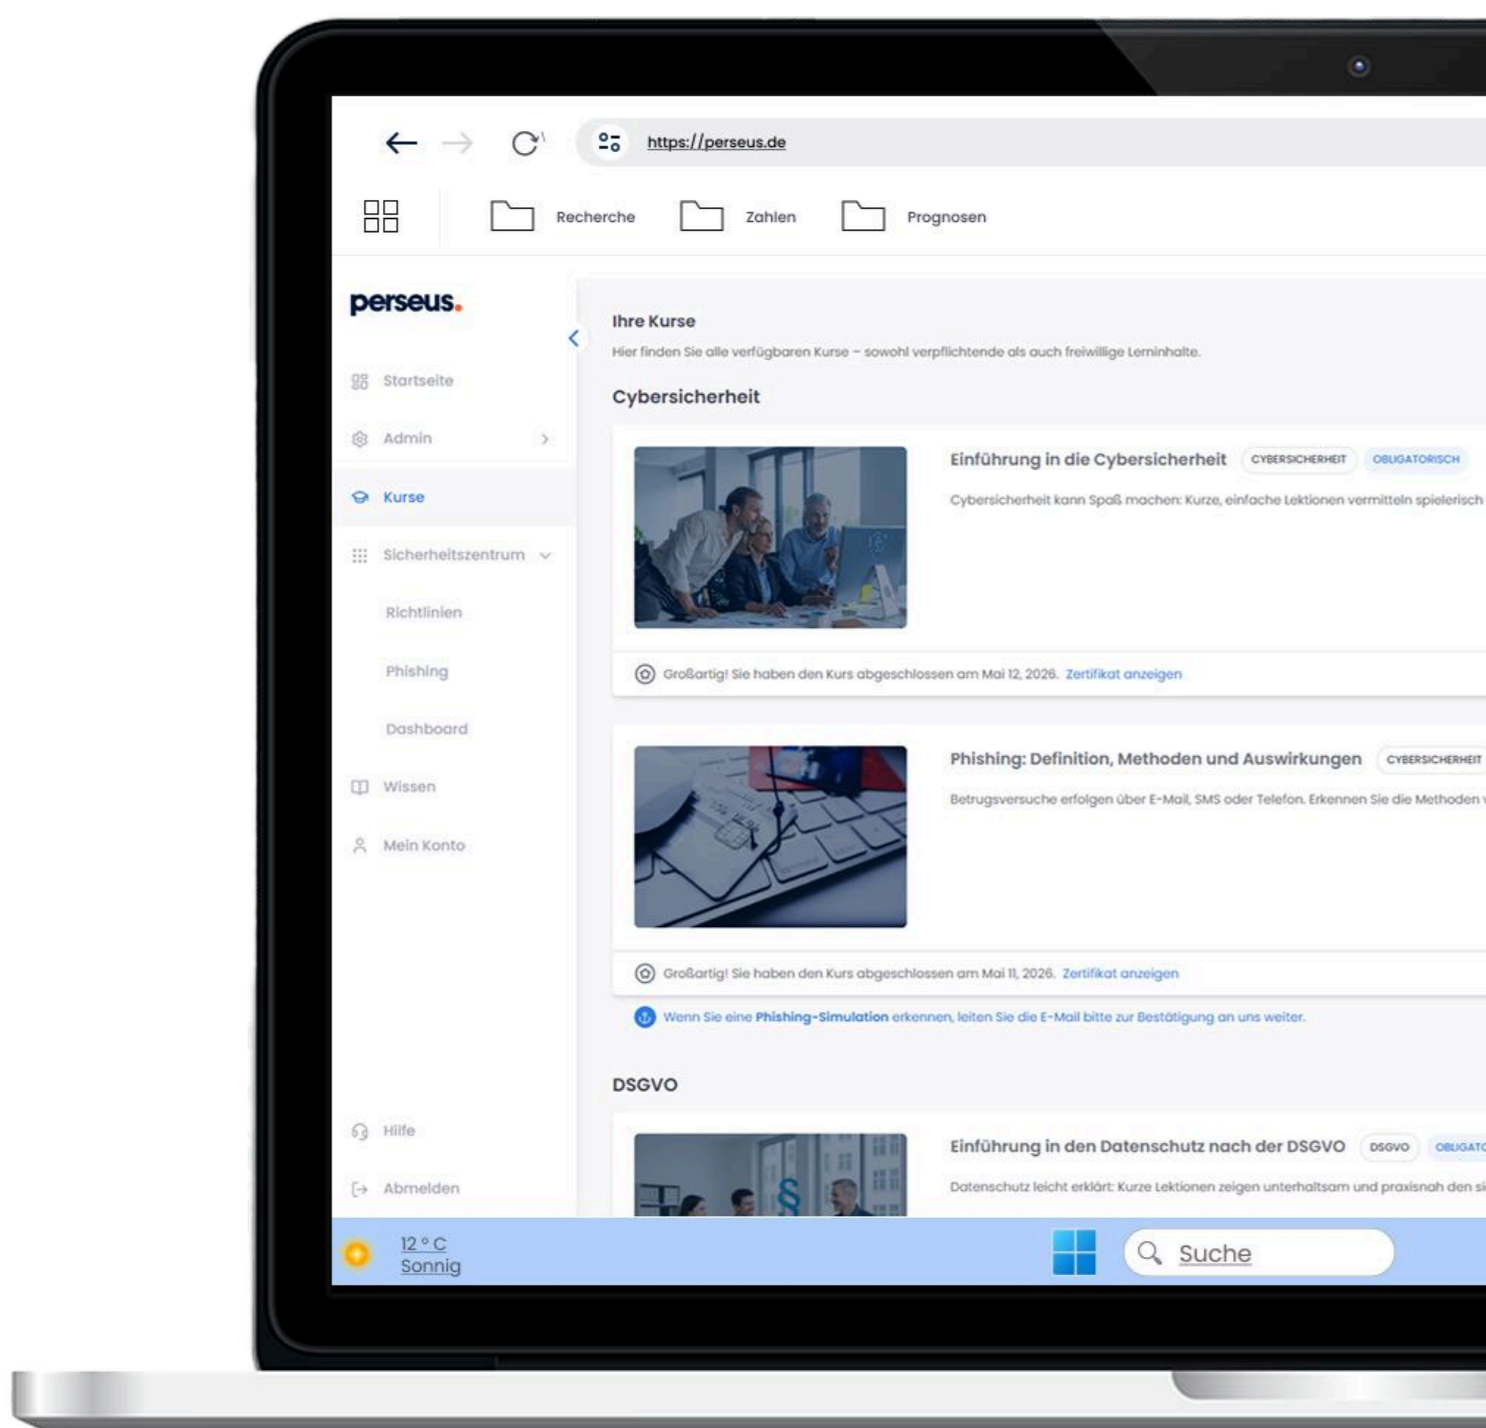 https://perseus.de
Recherche
Zahlen
Prognosen
perseus.
Startseite
Admin
Kurse
Sicherheitszentrum
Richtlinien
Phishing
Dashboard
Wissen
Mein Konto
Hilfe
Abmelden
Ihre Kurse
Hier finden Sie alle verfügbaren Kurse – sowohl verpflichtende als auch freiwillige Lerninhalte.
Cybersicherheit
Einführung in die Cybersicherheit CYBERSICHERHEIT OBLIGATORISCH
Cybersicherheit kann Spaß machen: Kurze, einfache Lektionen vermitteln spielerisch
Großartig! Sie haben den Kurs abgeschlossen am Mai 12, 2026. Zertifikat anzeigen
Phishing: Definition, Methoden und Auswirkungen CYBERSICHERHEIT
Betrugsversuche erfolgen über E-Mail, SMS oder Telefon. Erkennen Sie die Methoden
Großartig! Sie haben den Kurs abgeschlossen am Mai 11, 2026. Zertifikat anzeigen
Wenn Sie eine Phishing-Simulation erkennen, leiten Sie die E-Mail bitte zur Bestätigung an uns weiter.
DSGVO
Einführung in den Datenschutz nach der DSGVO DSGVO OBLIGATO
Datenschutz leicht erklärt: Kurze Lektionen zeigen unterhaltsam und praxisnah den si
§
12 ° C
Sonnig
Suche